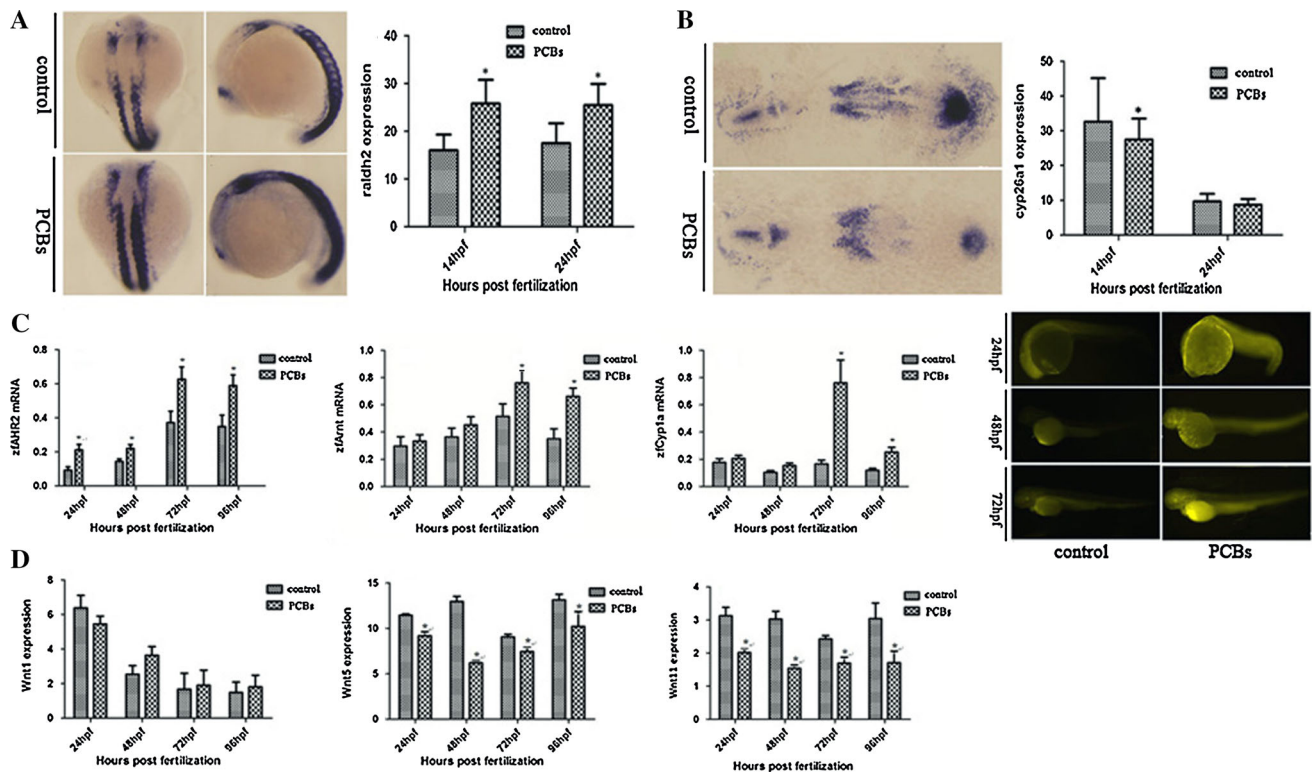 A
control
PCBs
raldh2 expression
40
30
20
10
0
control
PCBs
*
*
14hpf
24hpf
Hours post fertilization
B
control
PCBs
cyp26a1 expression
50
40
30
20
10
0
control
PCBs
*
14hpf
24hpf
Hours post fertilization
C
zfAHR2 mRNA
0.8
0.6
0.4
0.2
0.0
control
PCBs
*
*
*
*
24hpf
48hpf
72hpf
96hpf
Hours post fertilization
zfArnt mRNA
1.0
0.8
0.6
0.4
0.2
0.0
control
PCBs
*
*
24hpf
48hpf
72hpf
96hpf
Hours post fertilization
zfCyp1a mRNA
1.0
0.8
0.6
0.4
0.2
0.0
control
PCBs
*
*
24hpf
48hpf
72hpf
96hpf
Hours post fertilization
24hpf
48hpf
72hpf
control
PCBs
D
Wnt1 expression
8
6
4
2
0
control
PCBs
24hpf
48hpf
72hpf
96hpf
Hours post fertilization
Wnt5 expression
15
10
5
0
control
PCBs
*
*
*
*
24hpf
48hpf
72hpf
96hpf
Hours post fertilization
Wnt11 expression
4
3
2
1
0
control
PCBs
*
*
*
*
24hpf
48hpf
72hpf
96hpf
Hours post fertilization